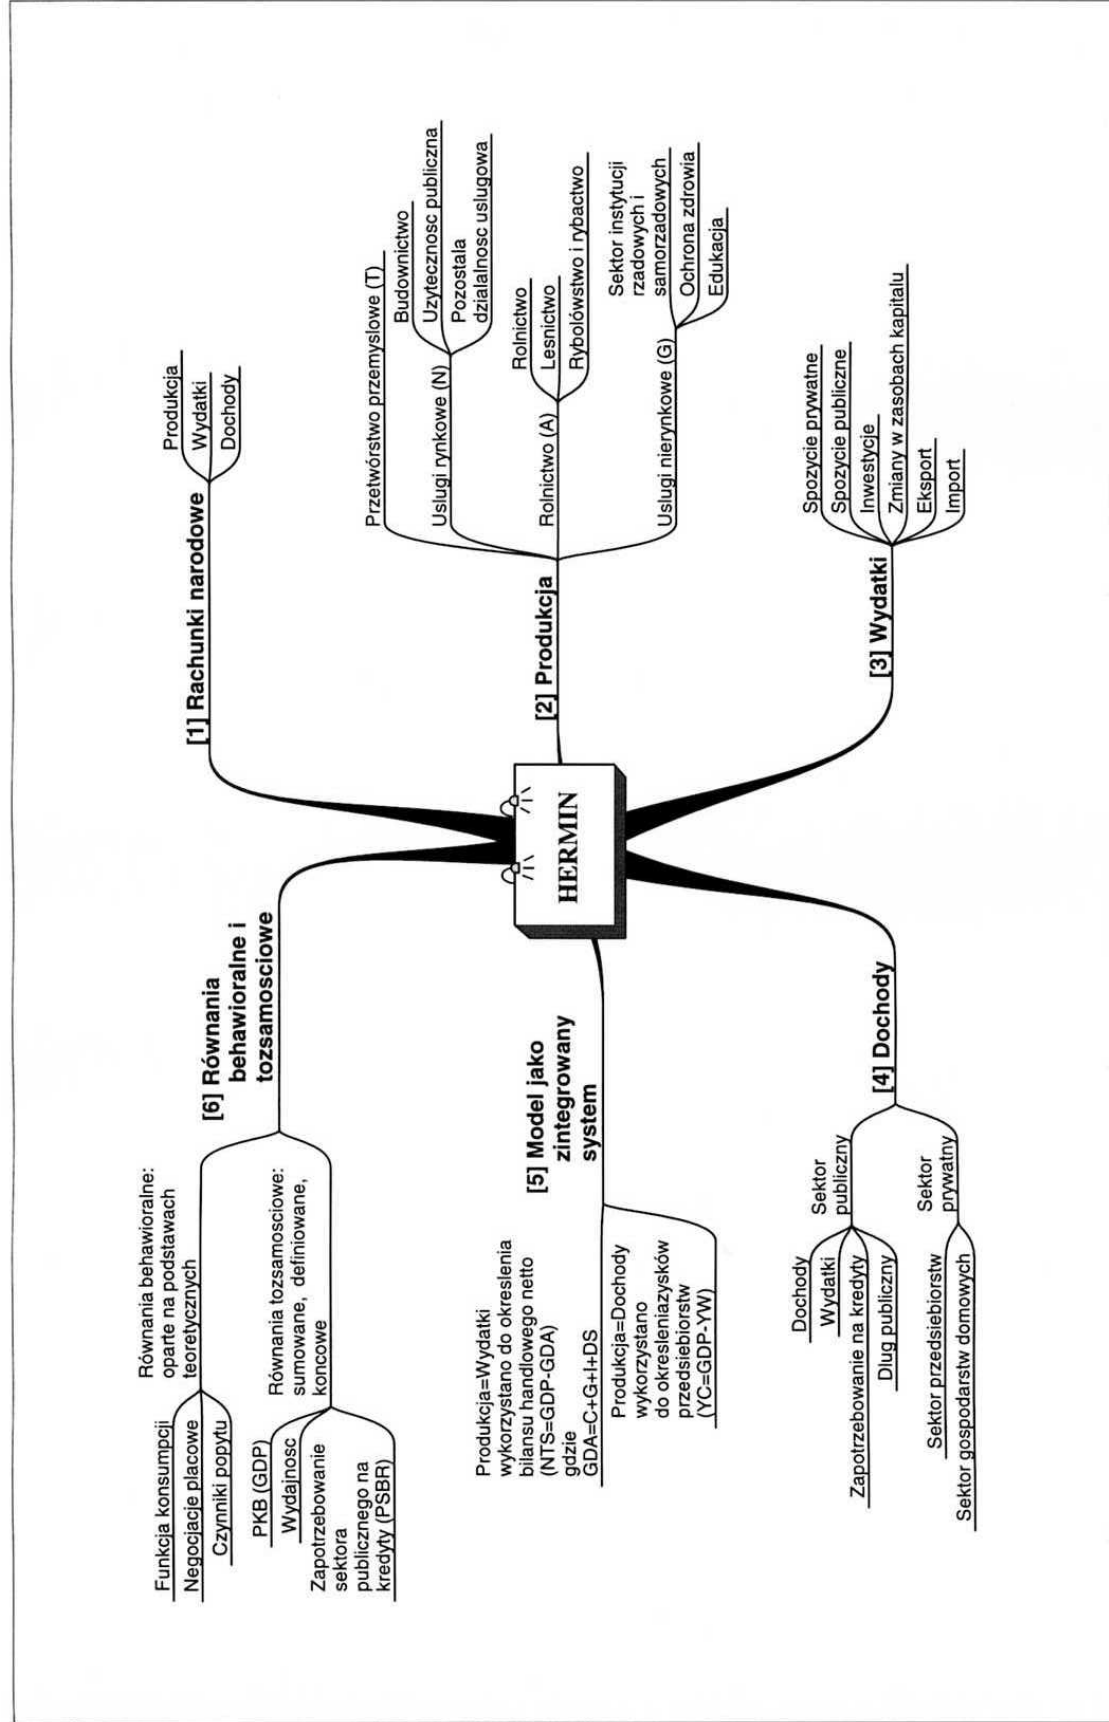 HERMIN
[1] Rachunki narodowe
Produkcja
Wydatki
Dochody
[2] Produkcja
Przetwórstwo przemyslowe (T)
Uslugi rynkowe (N)
Budownictwo
Uzytecznosc publiczna
Pozostala
dzialalnosc uslugowa
Rolnictwo (A)
Rolnictwo
Lesnictwo
Rybolówstwo i rybactwo
Uslugi nierynkowe (G)
Sektor instytucji
rzadowych i
samorzadowych
Ochrona zdrowia
Edukacja
[3] Wydatki
Spozycie prywatne
Spozycie publiczne
Inwestycje
Zmiany w zasobach kapitalu
Eksport
Import
[4] Dochody
Sektor
publiczny
Dochody
Wydatki
Zapotrzebowanie na kredyty
Dlug publiczny
Sektor
prywatny
Sektor przedsiebiorstw
Sektor gospodarstw domowych
[5] Model jako
zintegrowany
system
Produkcja=Wydatki
wykorzystano do okreslenia
bilansu handlowego netto
(NTS=GDP-GDA)
gdzie
GDA=C+G+I+DS
Produkcja=Dochody
wykorzystano
do okresleniazysków
przedsiebiorstw
(YC=GDP-YW)
[6] Równania
behawioralne i
tozsamosciowe
Równania behawioralne:
oparte na podstawach
teoretycznych
Funkcja konsumpcji
Negocjacje placowe
Czynniki popytu
Równania tozsamosciowe:
sumowane, definiowane,
koncowe
PKB (GDP)
Wydajnosc
Zapotrzebowanie
sektora
publicznego na
kredyty (PSBR)